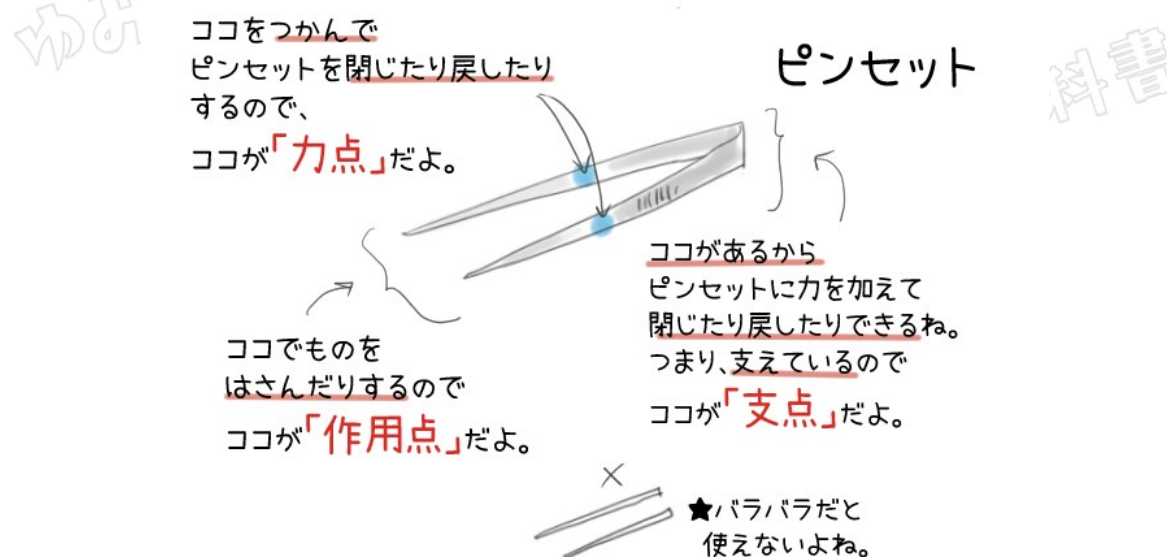 ゆみ
科書
ピンセット
ココをつかんで
ピンセットを閉じたり戻したり
するので、
ココが「力点」だよ。
ココがあるから
ピンセットに力を加えて
閉じたり戻したりできるね。
つまり、支えているので
ココが「支点」だよ。
ココでものを
はさんだりするので
ココが「作用点」だよ。
×
★バラバラだと
使えないよね。